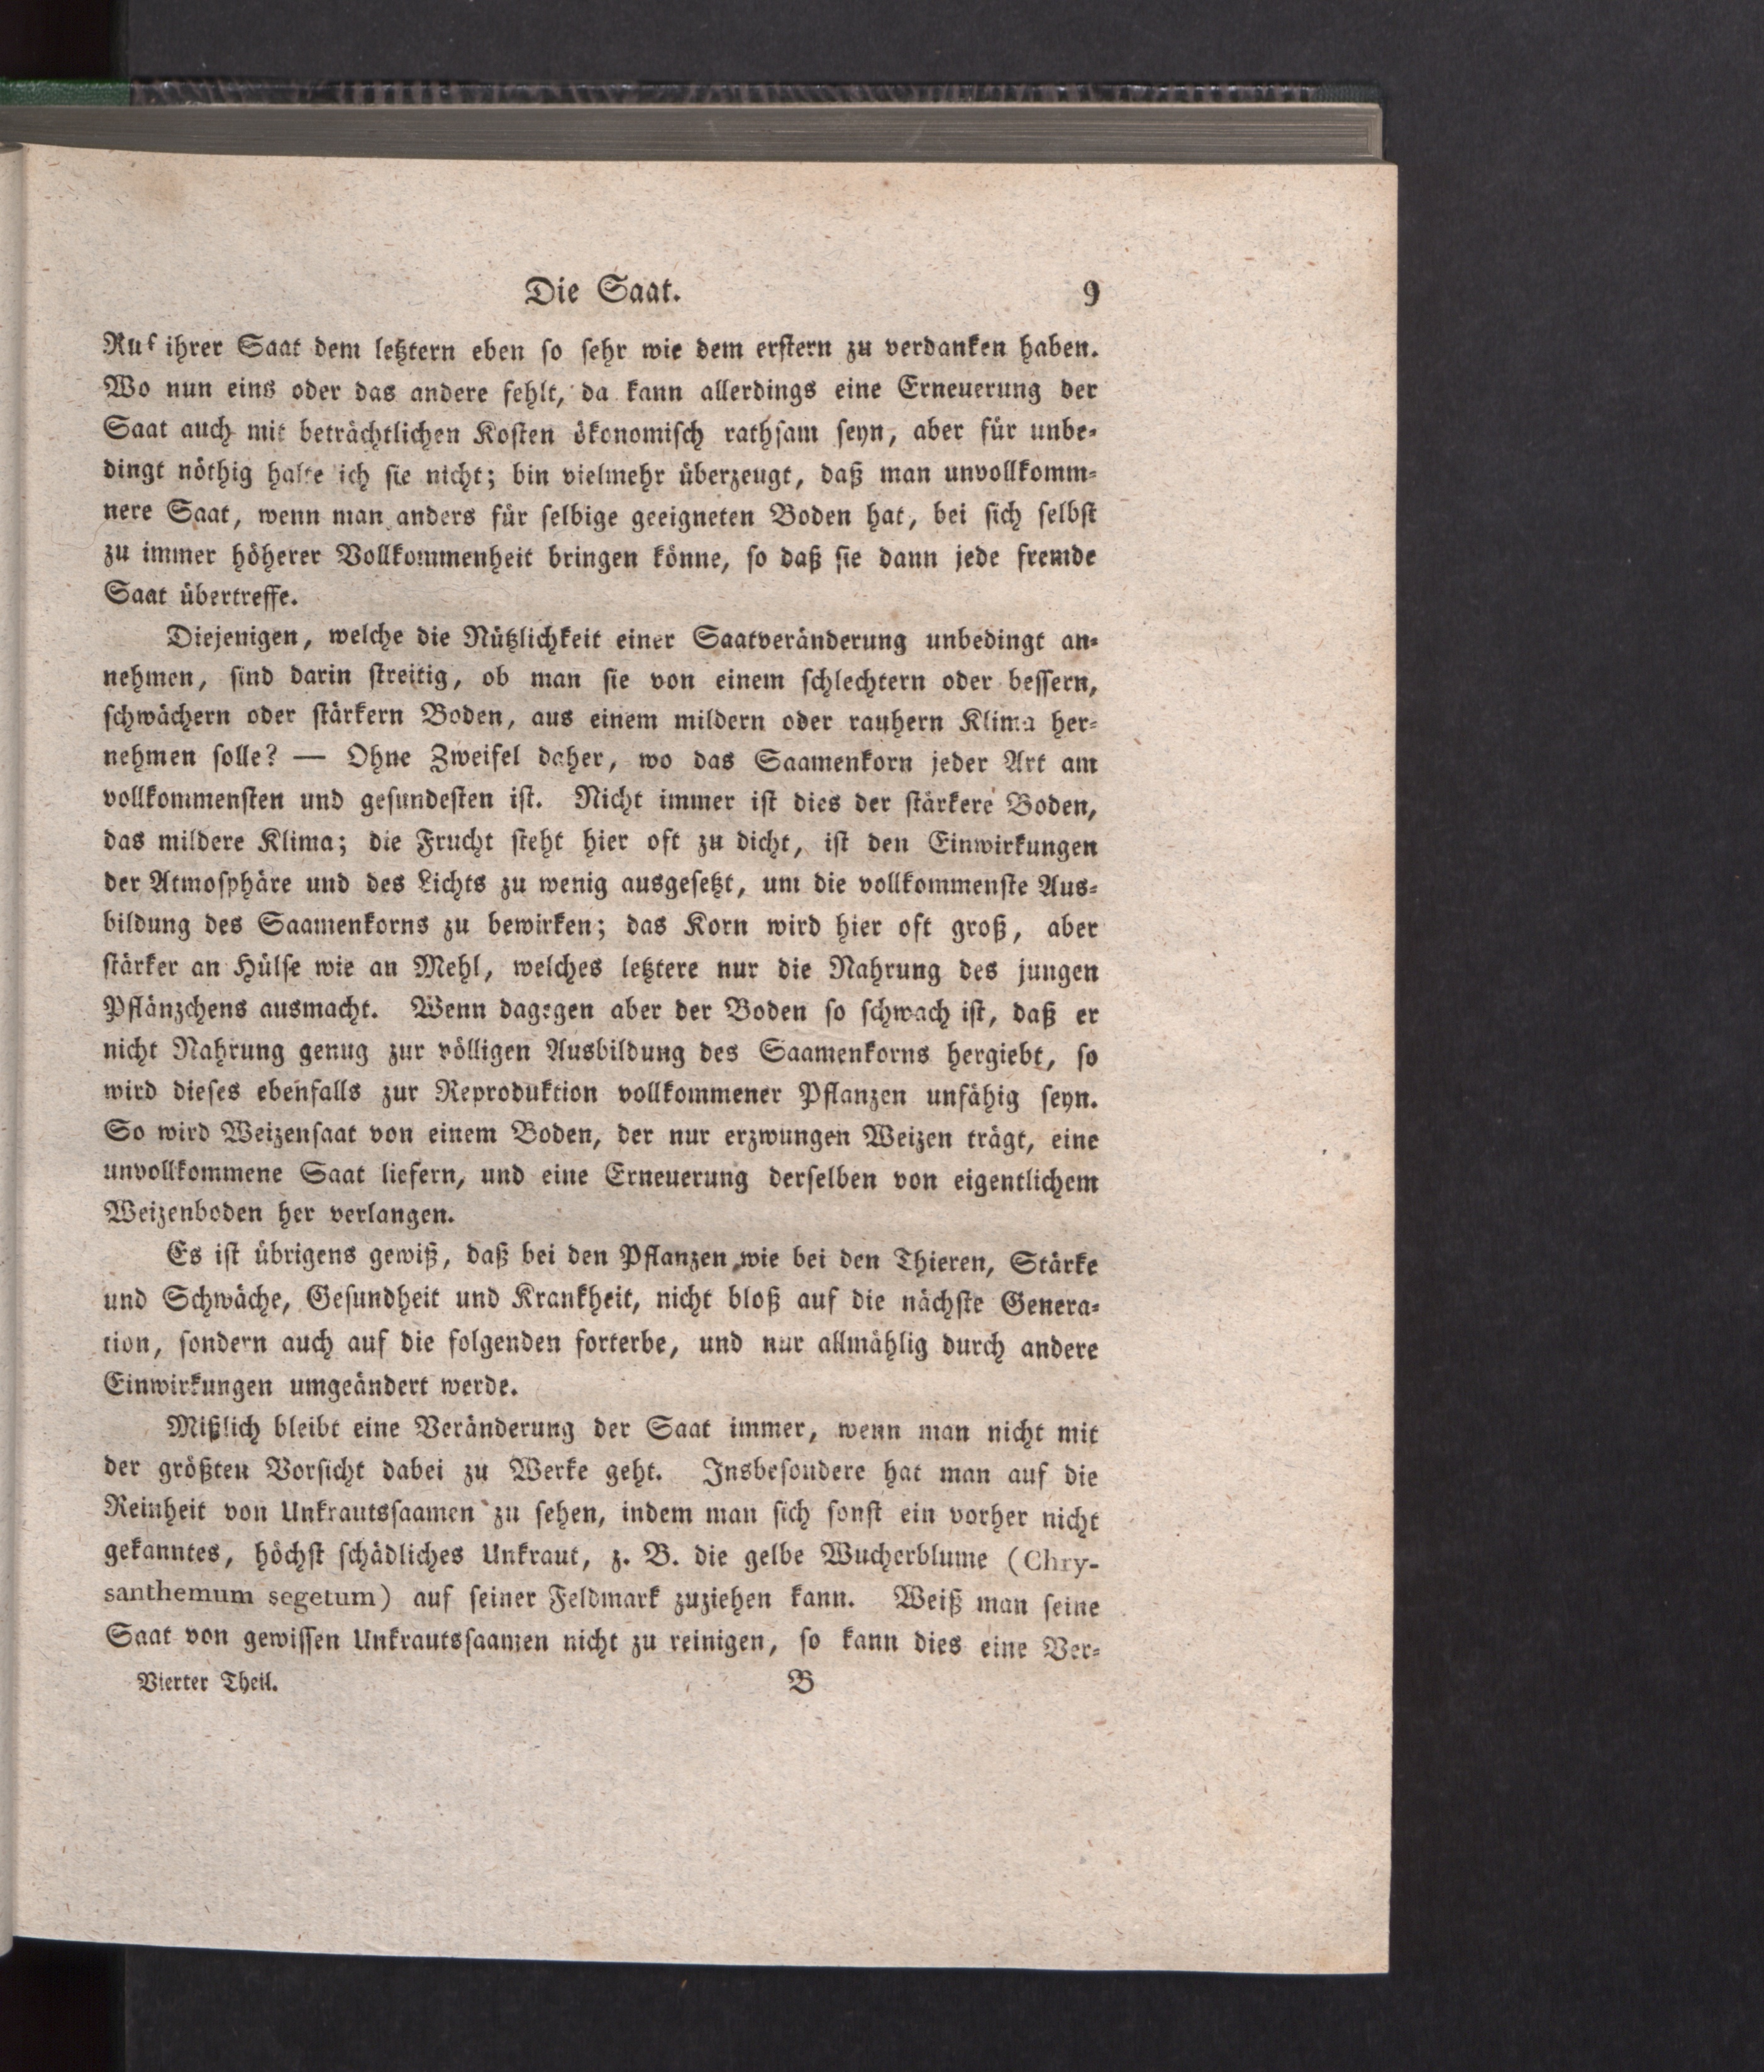 Die Saat. 9
Ruf ihrer Saat dem letztern eben so sehr wie dem erstern zu verdanken haben.
Wo nun eins oder das andere fehlt, da kann allerdings eine Erneuerung der
Saat auch mit beträchtlichen Kosten ökonomisch rathsam seyn, aber für unbe-
dingt nöthig halte ich sie nicht; bin vielmehr überzeugt, daß man unvollkomm-
nere Saat, wenn man anders für selbige geeigneten Boden hat, bei sich selbst
zu immer höherer Vollkommenheit bringen könne, so daß sie dann jede fremde
Saat übertreffe.
Diejenigen, welche die Nützlichkeit einer Saatveränderung unbedingt an-
nehmen, sind darin streitig, ob man sie von einem schlechtern oder bessern,
schwächern oder stärkern Boden, aus einem mildern oder rauhern Klima her-
nehmen solle? — Ohne Zweifel daher, wo das Saamenkorn jeder Art am
vollkommensten und gesundesten ist. Nicht immer ist dies der stärkere Boden,
das mildere Klima; die Frucht steht hier oft zu dicht, ist den Einwirkungen
der Atmosphäre und des Lichts zu wenig ausgesetzt, um die vollkommenste Aus-
bildung des Saamenkorns zu bewirken; das Korn wird hier oft groß, aber
stärker an Hülse wie an Mehl, welches letztere nur die Nahrung des jungen
Pflänzchens ausmacht. Wenn dagegen aber der Boden so schwach ist, daß er
nicht Nahrung genug zur völligen Ausbildung des Saamenkorns hergiebt, so
wird dieses ebenfalls zur Reproduktion vollkommener Pflanzen unfähig seyn.
So wird Weizensaat von einem Boden, der nur erzwungen Weizen trägt, eine
unvollkommene Saat liefern, und eine Erneuerung derselben von eigentlichem
Weizenboden her verlangen.
Es ist übrigens gewiß, daß bei den Pflanzen wie bei den Thieren, Stärke
und Schwäche, Gesundheit und Krankheit, nicht bloß auf die nächste Genera-
tion, sondern auch auf die folgenden forterbe, und nur allmählig durch andere
Einwirkungen umgeändert werde.
Mißlich bleibt eine Veränderung der Saat immer, wenn man nicht mit
der größten Vorsicht dabei zu Werke geht. Insbesondere hat man auf die
Reinheit von Unkrautssaamen zu sehen, indem man sich sonst ein vorher nicht
gekanntes, höchst schädliches Unkraut, z. B. die gelbe Wucherblume (Chry-
santhemum segetum) auf seiner Feldmark zuziehen kann. Weiß man seine
Saat von gewissen Unkrautssaamen nicht zu reinigen, so kann dies eine Ver-
Vierter Theil. B